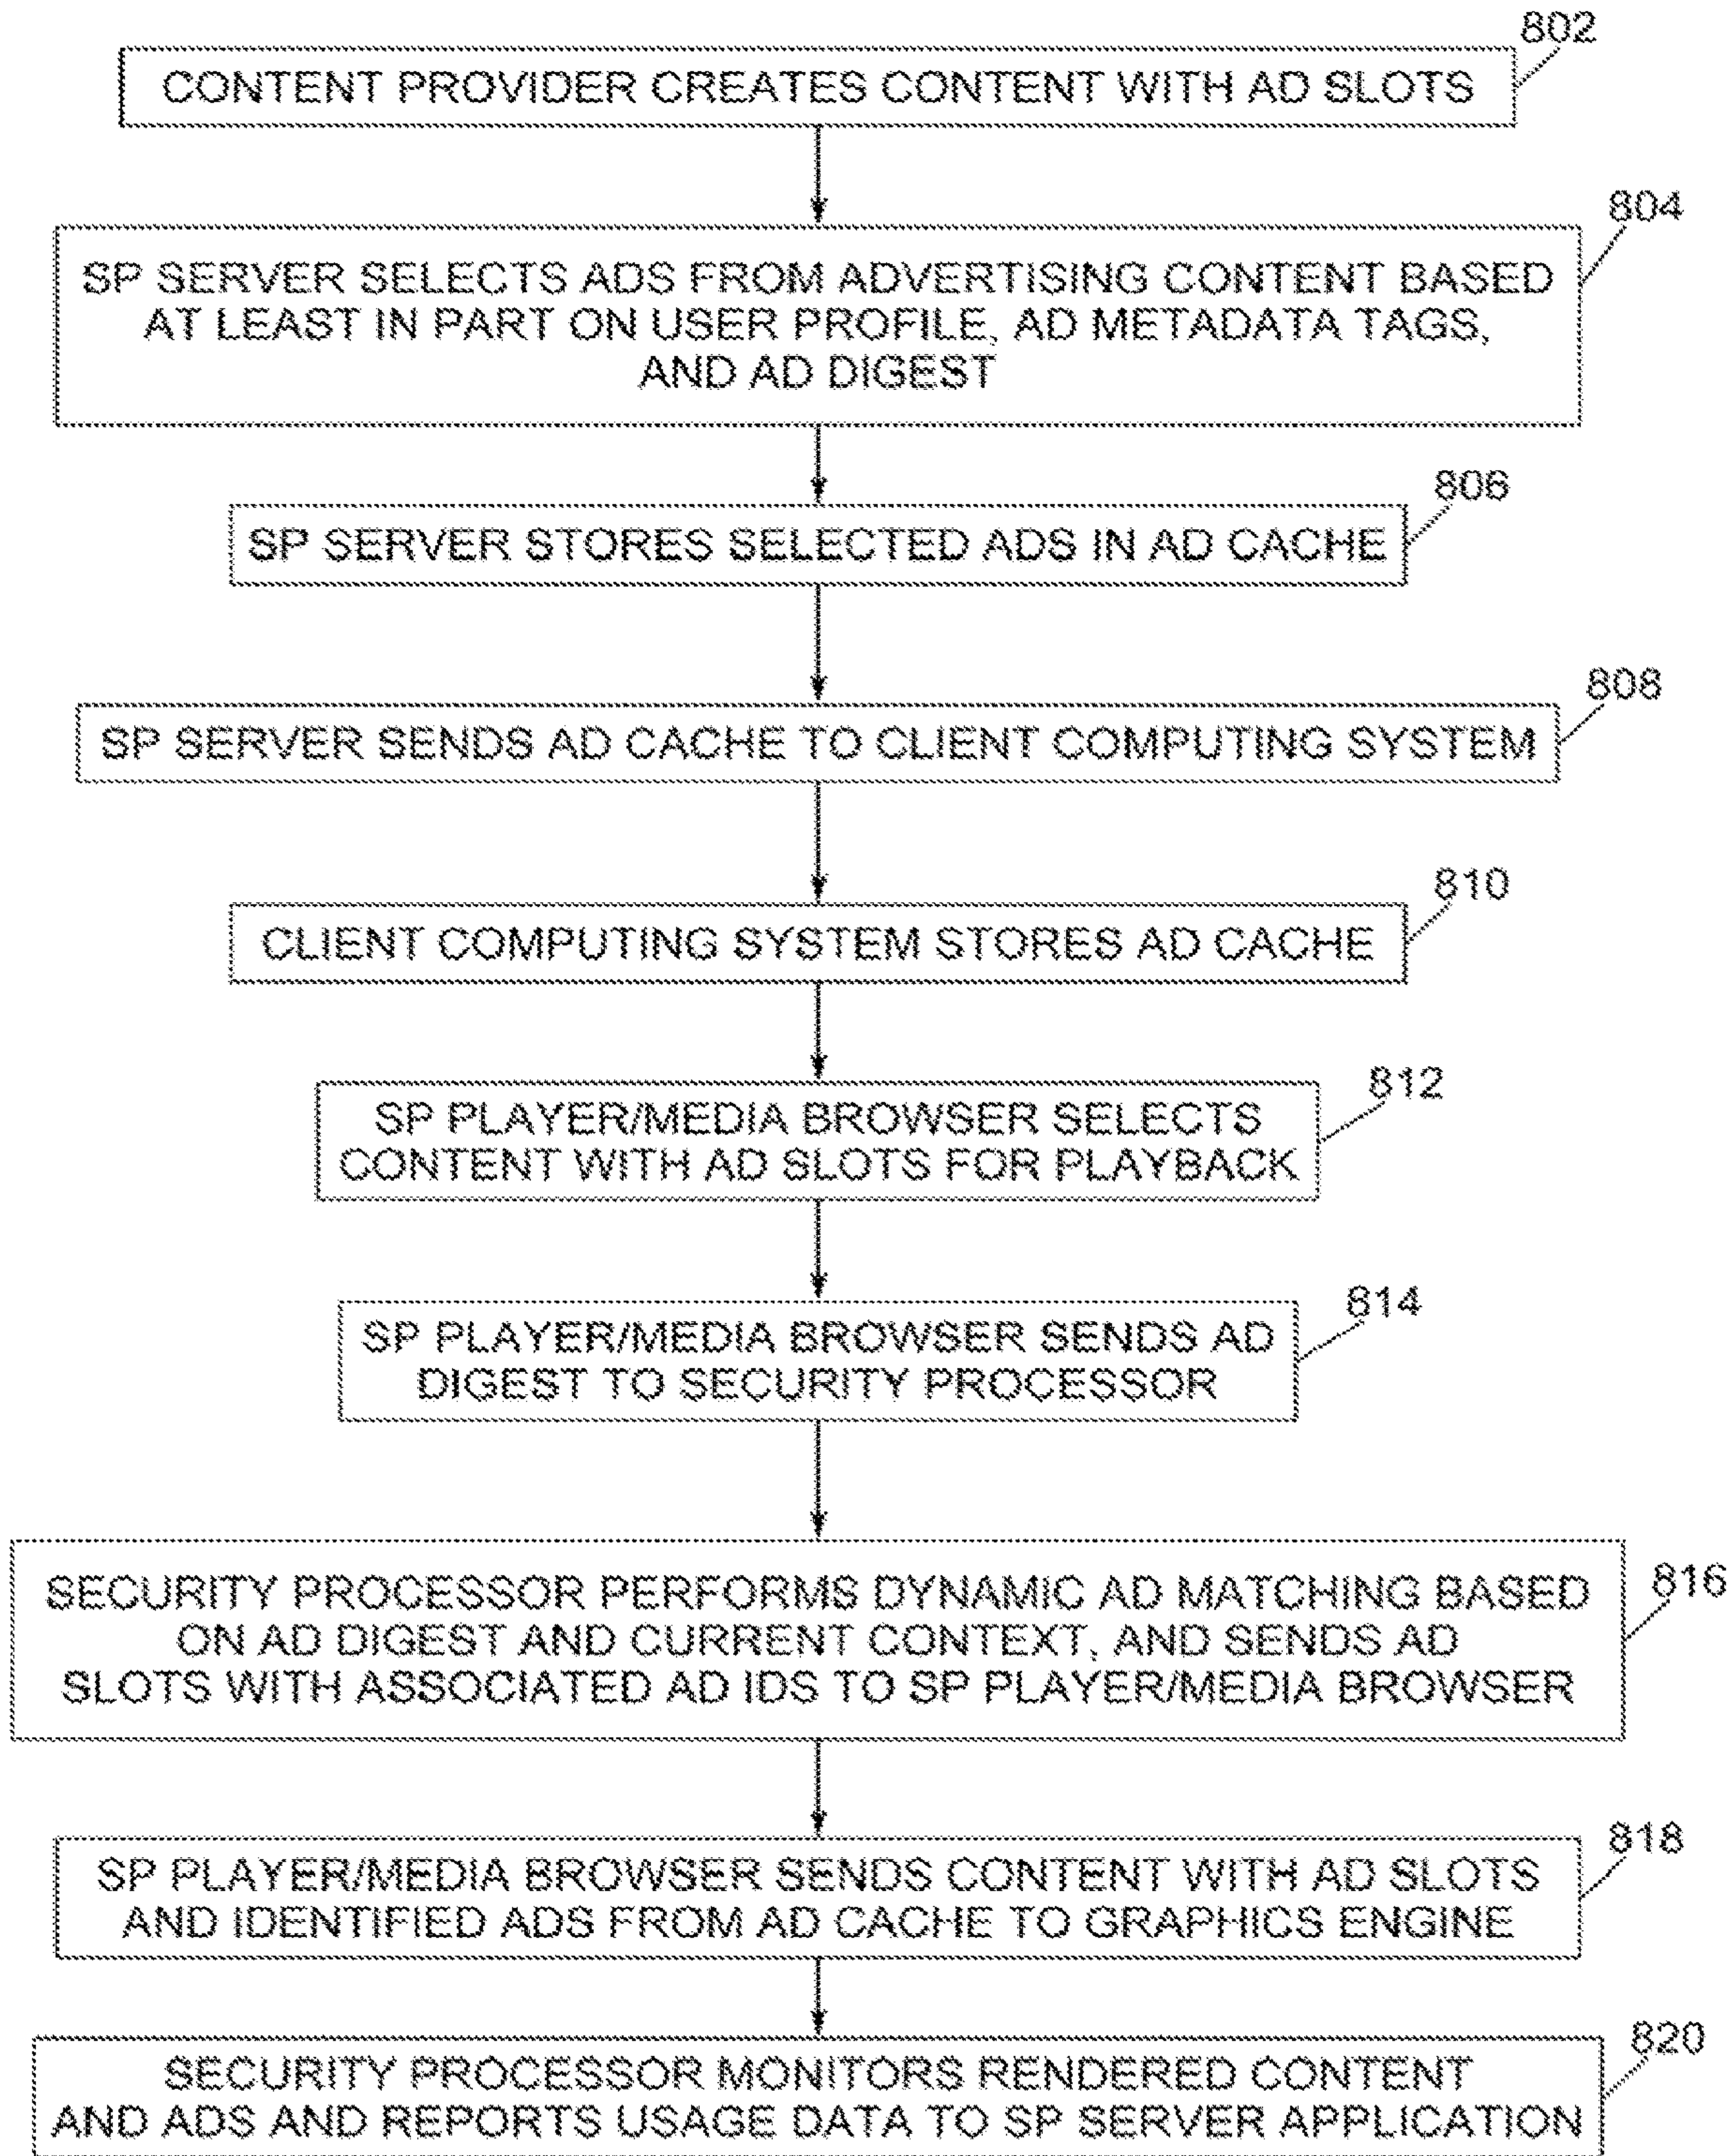 802
CONTENT PROVIDER CREATES CONTENT WITH AD SLOTS
804
SP SERVER SELECTS ADS FROM ADVERTISING CONTENT BASED
AT LEAST IN PART ON USER PROFILE, AD METADATA TAGS,
AND AD DIGEST
806
SP SERVER STORES SELECTED ADS IN AD CACHE
808
SP SERVER SENDS AD CACHE TO CLIENT COMPUTING SYSTEM
810
CLIENT COMPUTING SYSTEM STORES AD CACHE
812
SP PLAYER/MEDIA BROWSER SELECTS
CONTENT WITH AD SLOTS FOR PLAYBACK
814
SP PLAYER/MEDIA BROWSER SENDS AD
DIGEST TO SECURITY PROCESSOR
816
SECURITY PROCESSOR PERFORMS DYNAMIC AD MATCHING BASED
ON AD DIGEST AND CURRENT CONTEXT, AND SENDS AD
SLOTS WITH ASSOCIATED AD IDS TO SP PLAYER/MEDIA BROWSER
818
SP PLAYER/MEDIA BROWSER SENDS CONTENT WITH AD SLOTS
AND IDENTIFIED ADS FROM AD CACHE TO GRAPHICS ENGINE
820
SECURITY PROCESSOR MONITORS RENDERED CONTENT
AND ADS AND REPORTS USAGE DATA TO SP SERVER APPLICATION